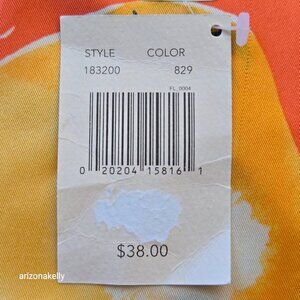 STYLE COLOR
183200 829
FL_0004
0 20204 15816 1
$38.00
arizonakelly